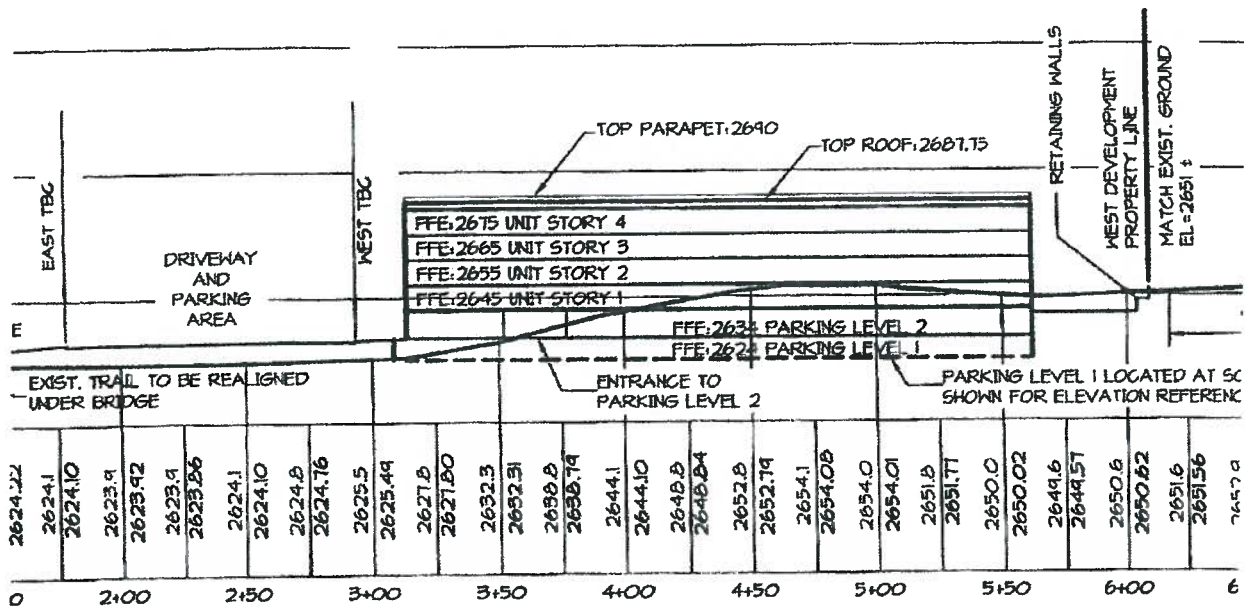 RETAINING WALLS
WEST DEVELOPMENT
PROPERTY LINE
MATCH EXIST. GROUND
EL=2651 ±
TOP PARAPET:2690
TOP ROOF:2687.75
EAST TBC
WEST TBC
DRIVEWAY
AND
PARKING
AREA
FFE:2675 UNIT STORY 4
FFE:2665 UNIT STORY 3
FFE:2655 UNIT STORY 2
FFE:2645 UNIT STORY 1
E
FFE:2634 PARKING LEVEL 2
FFE:2624 PARKING LEVEL 1
EXIST. TRAIL TO BE REALIGNED
UNDER BRIDGE
ENTRANCE TO
PARKING LEVEL 2
PARKING LEVEL 1 LOCATED AT SO
SHOWN FOR ELEVATION REFERENC
2624.22
2624.1
2624.10
2623.9
2623.92
2623.9
2623.86
2624.1
2624.10
2624.8
2624.76
2625.5
2625.49
2627.8
2627.80
2632.3
2632.31
2638.8
2638.79
2644.1
2644.10
2648.8
2648.84
2652.8
2652.79
2654.1
2654.08
2654.0
2654.01
2651.8
2651.77
2650.0
2650.02
2649.6
2649.57
2650.6
2650.62
2651.6
2651.56
0
2+00
2+50
3+00
3+50
4+00
4+50
5+00
5+50
6+00
6